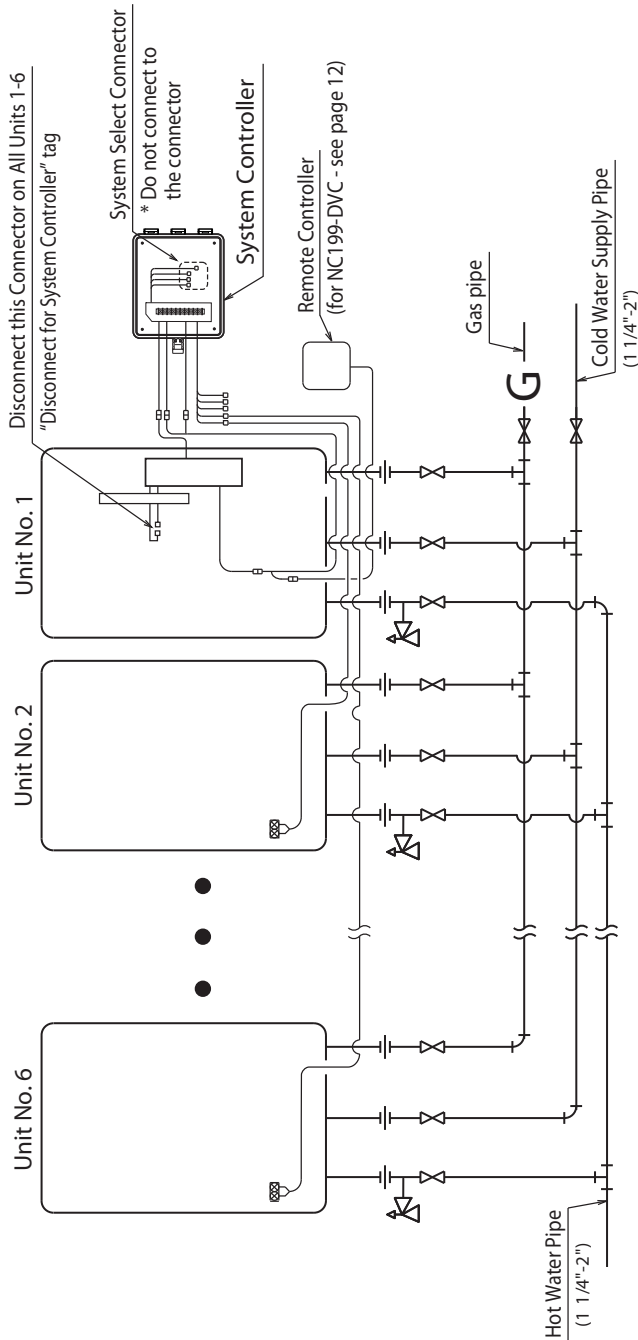 Disconnect this Connector on All Units 1-6
"Disconnect for System Controller" tag
System Select Connector
* Do not connect to
the connector
System Controller
Remote Controller
(for NC199-DVC - see page 12)
Unit No. 6
Unit No. 2
Unit No. 1
Gas pipe
G
Cold Water Supply Pipe
(1 1/4"-2")
Hot Water Pipe
(1 1/4"-2")